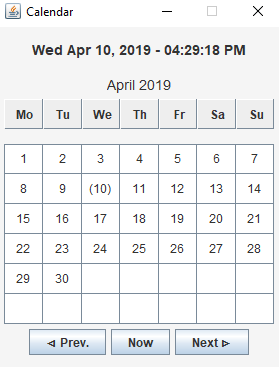 Calendar
Wed Apr 10, 2019 - 04:29:18 PM
April 2019
Mo Tu We Th Fr Sa Su
1 2 3 4 5 6 7
8 9 (10) 11 12 13 14
15 16 17 18 19 20 21
22 23 24 25 26 27 28
29 30
⊲ Prev. Now Next ⊳